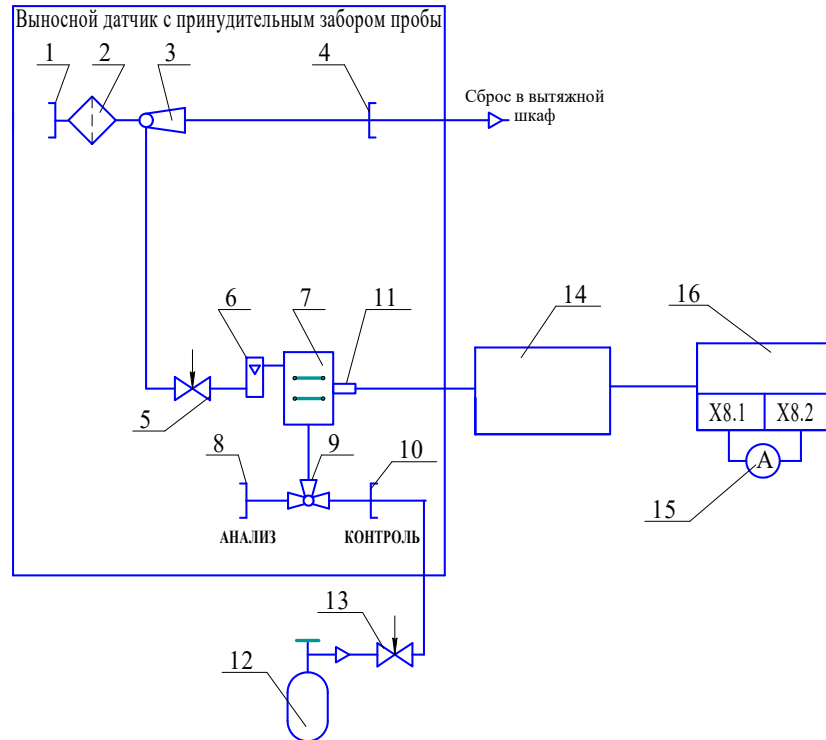 Выносной датчик с принудительным забором пробы
1
2
3
4
Сброс в вытяжной
шкаф
6
7
11
14
16
5
X8.1
X8.2
8
9
10
A
15
АНАЛИЗ
КОНТРОЛЬ
13
12